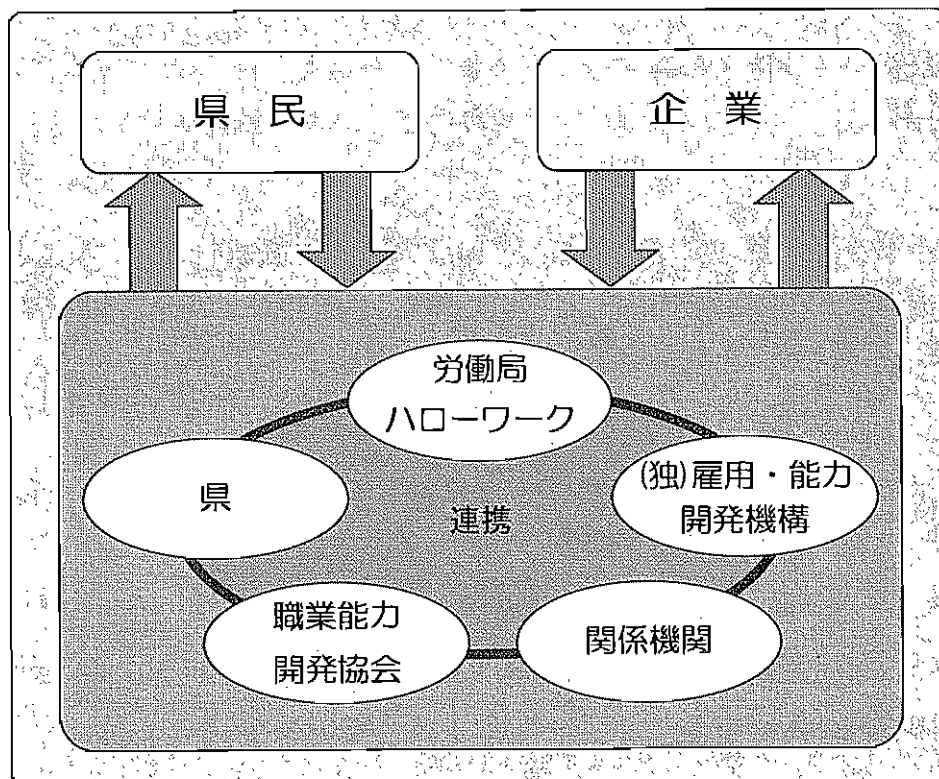 県 民
企 業
労働局
ハローワーク
県
(独)雇用・能力
開発機構
連携
職業能力
開発協会
関係機関